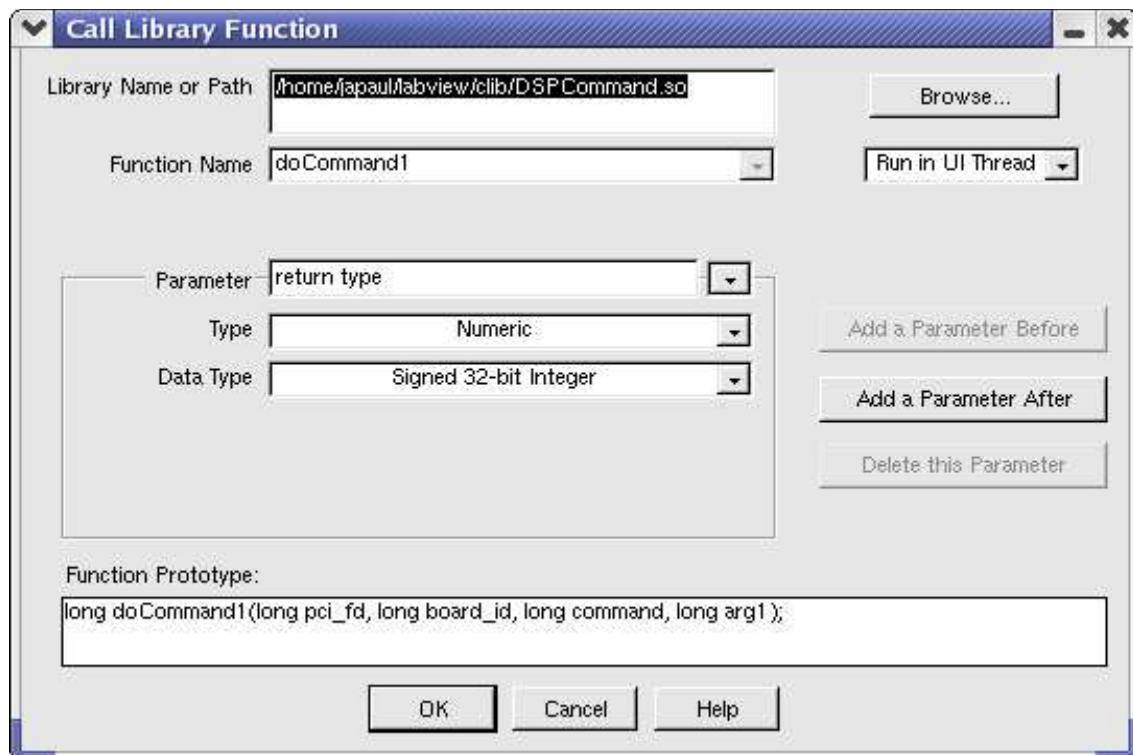 Call Library Function
Library Name or Path /home/japaul/labview/clib/DSPCommand.so Browse...
Function Name doCommand1 Run in UI Thread
Parameter return type
Type Numeric Add a Parameter Before
Data Type Signed 32-bit Integer Add a Parameter After
Delete this Parameter
Function Prototype:
long doCommand1(long pci_fd, long board_id, long command, long arg1 );
OK Cancel Help